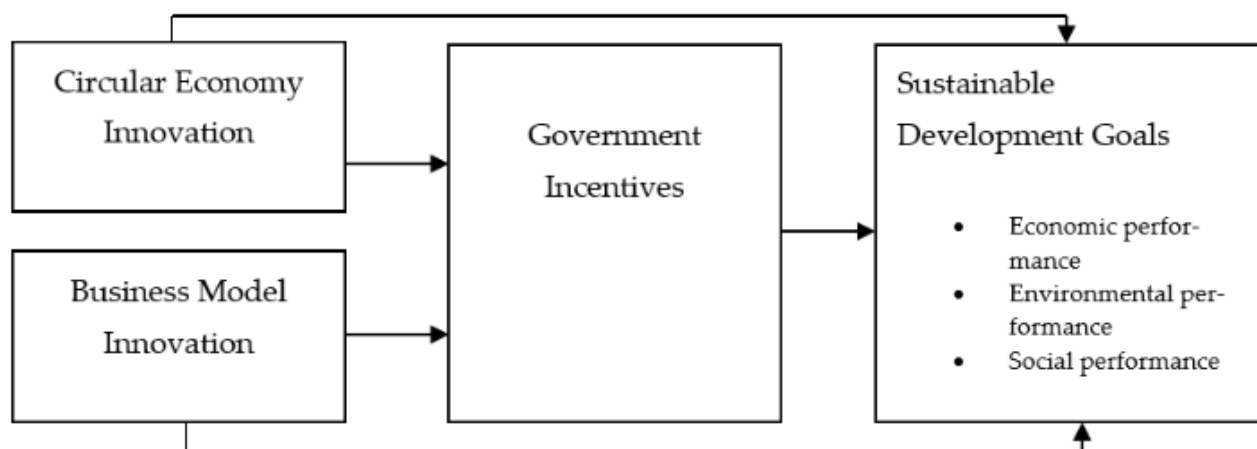 Circular Economy
Innovation
Business Model
Innovation
Government
Incentives
Sustainable
Development Goals
• Economic perfor-
mance
• Environmental per-
formance
• Social performance